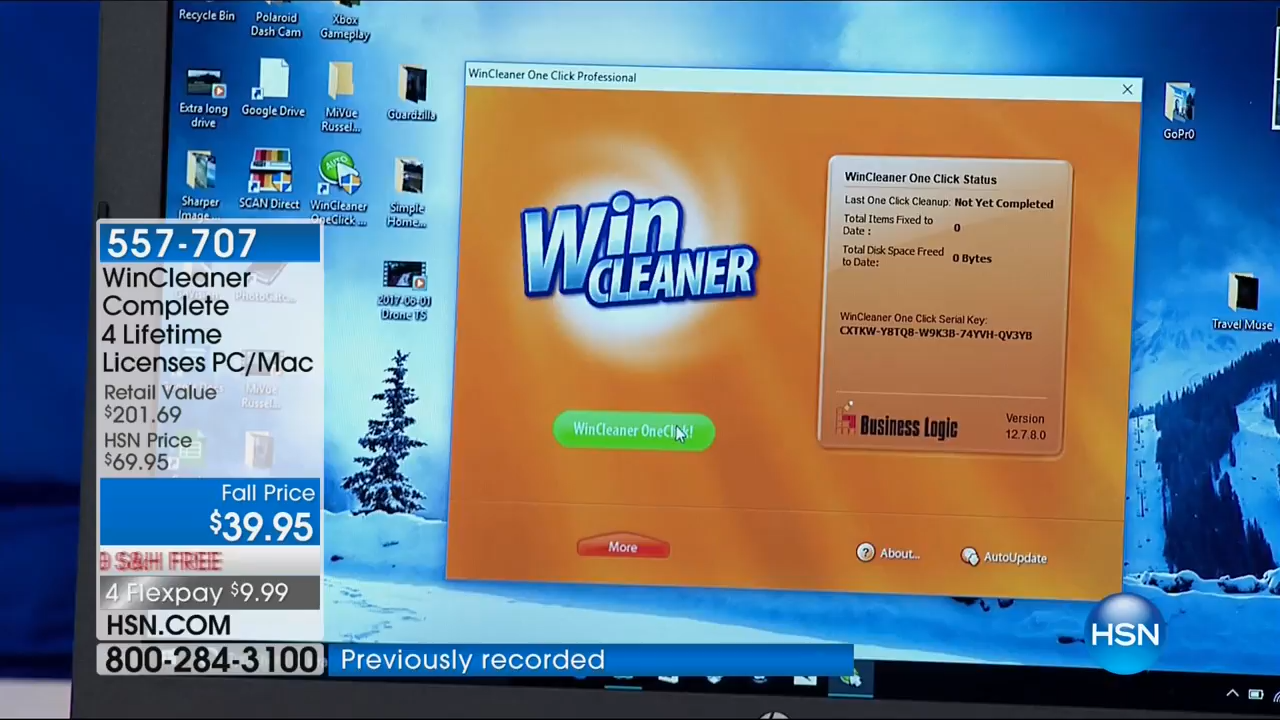 Recycle Bin
Polaroid
Dash Cam
Xbox
Gameplay
Extra long
drive
Google Drive
MiVue
Russel...
Guardzilla
Sharper
Image...
SCAN Direct
WinCleaner
OneClick ...
Simple
Home...
2017-06-01
Drone TS
GoPr0
Travel Muse
WinCleaner One Click Professional
Win
CLEANER
WinCleaner OneClick!
More
WinCleaner One Click Status
Last One Click Cleanup: Not Yet Completed
Total Items Fixed to
Date : 0
Total Disk Space Freed
to Date: 0 Bytes
WinCleaner One Click Serial Key:
CXTKW-Y8TQ8-W9K3B-74YVH-QV3YB
Business Logic
Version
12.7.8.0
? About...
AutoUpdate
557-707
WinCleaner
Complete
4 Lifetime
Licenses PC/Mac
Retail Value
$201.69
HSN Price
$69.95
Fall Price
$39.95
S&H FREE
4 Flexpay $9.99
HSN.COM
800-284-3100
Previously recorded
HSN